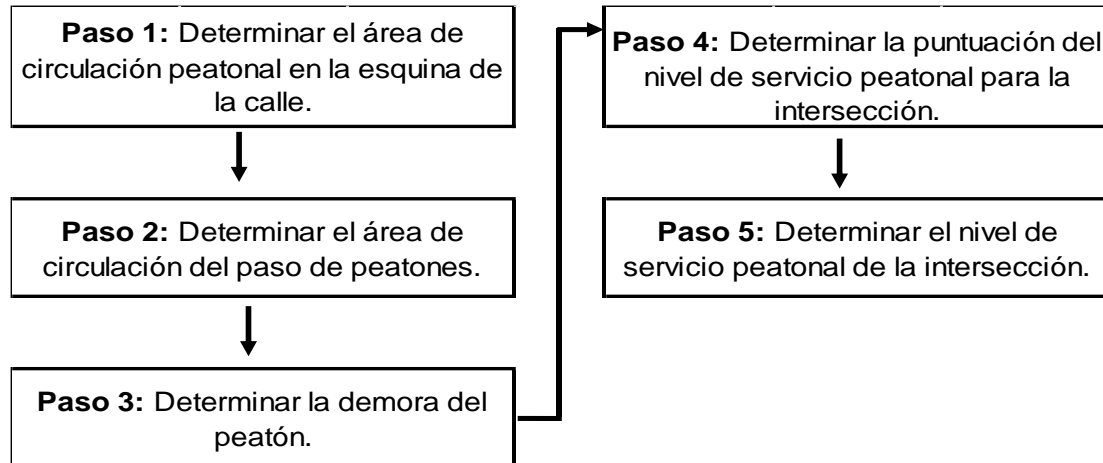 Paso 1: Determinar el área de
circulación peatonal en la esquina de
la calle.
Paso 2: Determinar el área de
circulación del paso de peatones.
Paso 3: Determinar la demora del
peatón.
Paso 4: Determinar la puntuación del
nivel de servicio peatonal para la
intersección.
Paso 5: Determinar el nivel de
servicio peatonal de la intersección.